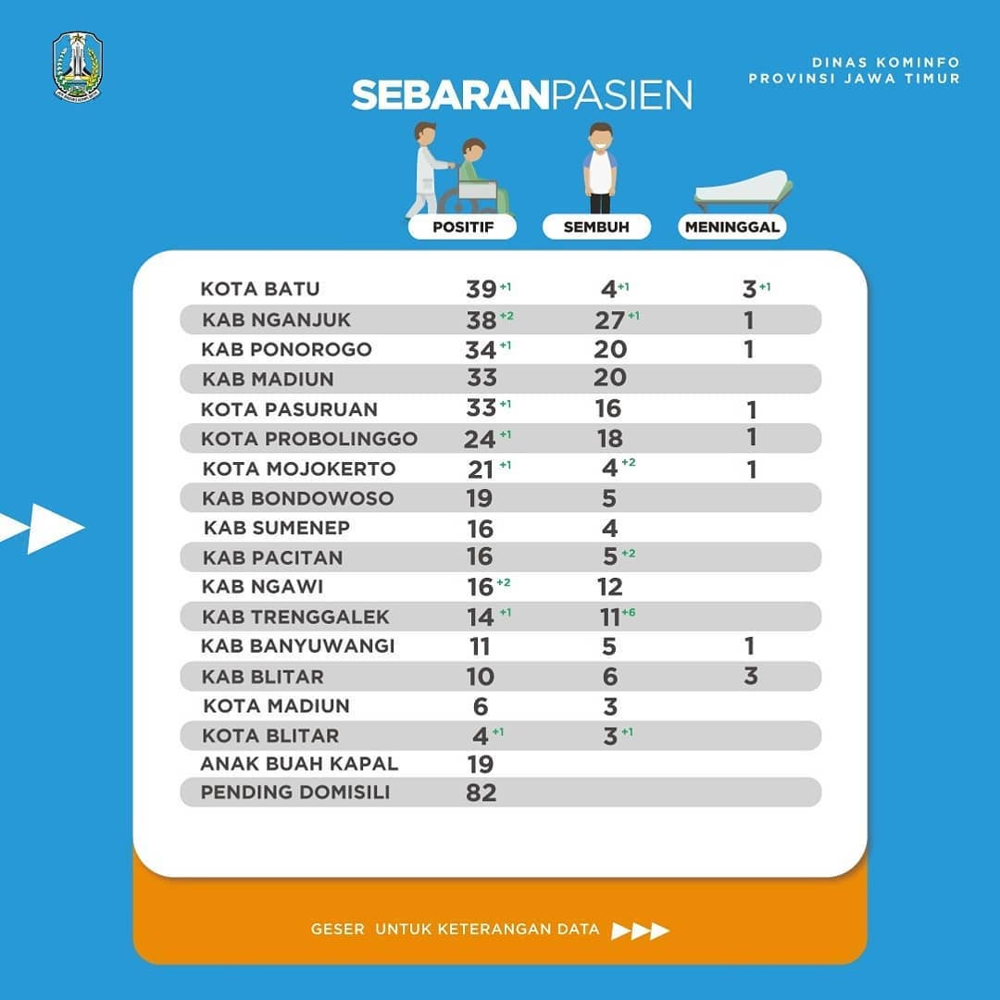 DINAS KOMINFO
PROVINSI JAWA TIMUR
SEBARANPASIEN
POSITIF SEMBUH MENINGGAL
KOTA BATU 39 +1 4 +1 3 +1
KAB NGANJUK 38 +2 27 +1 1
KAB PONOROGO 34 +1 20 1
KAB MADIUN 33 20
KOTA PASURUAN 33 +1 16 1
KOTA PROBOLINGGO 24 +1 18 1
KOTA MOJOKERTO 21 +1 4 +2 1
KAB BONDOWOSO 19 5
KAB SUMENEP 16 4
KAB PACITAN 16 5 +2
KAB NGAWI 16 +2 12
KAB TRENGGALEK 14 +1 11 +6
KAB BANYUWANGI 11 5 1
KAB BLITAR 10 6 3
KOTA MADIUN 6 3
KOTA BLITAR 4 +1 3 +1
ANAK BUAH KAPAL 19
PENDING DOMISILI 82
GESER UNTUK KETERANGAN DATA